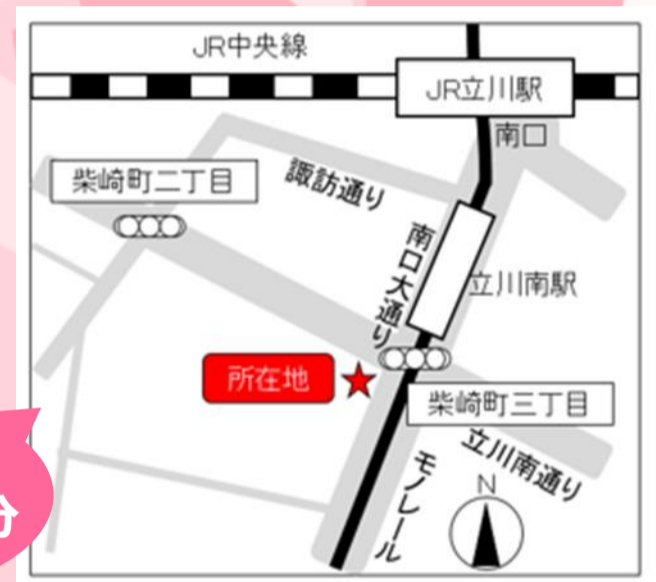 JR中央線
JR立川駅
南口
柴崎町二丁目
諏訪通り
南口大通り
立川南駅
所在地
柴崎町三丁目
立川南通り
モノレール
N
分